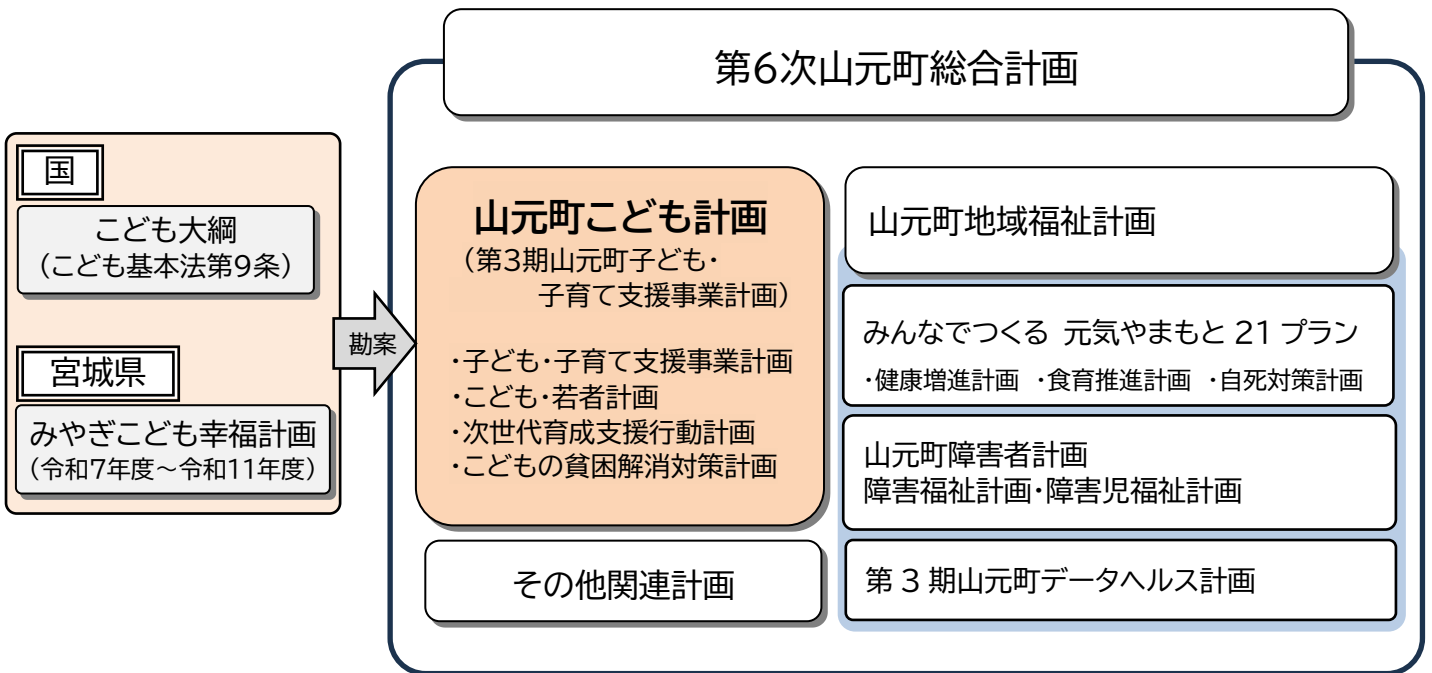 第6次山元町総合計画
国
こども大綱
(こども基本法第9条)
宮城県
みやぎこども幸福計画
(令和7年度~令和11年度)
勘案
山元町こども計画
(第3期山元町子ども・
子育て支援事業計画)
・子ども・子育て支援事業計画
・こども・若者計画
・次世代育成支援行動計画
・こどもの貧困解消対策計画
その他関連計画
山元町地域福祉計画
みんなでつくる 元気やまもと 21 プラン
・健康増進計画 ・食育推進計画 ・自死対策計画
山元町障害者計画
障害福祉計画・障害児福祉計画
第 3 期山元町データヘルス計画